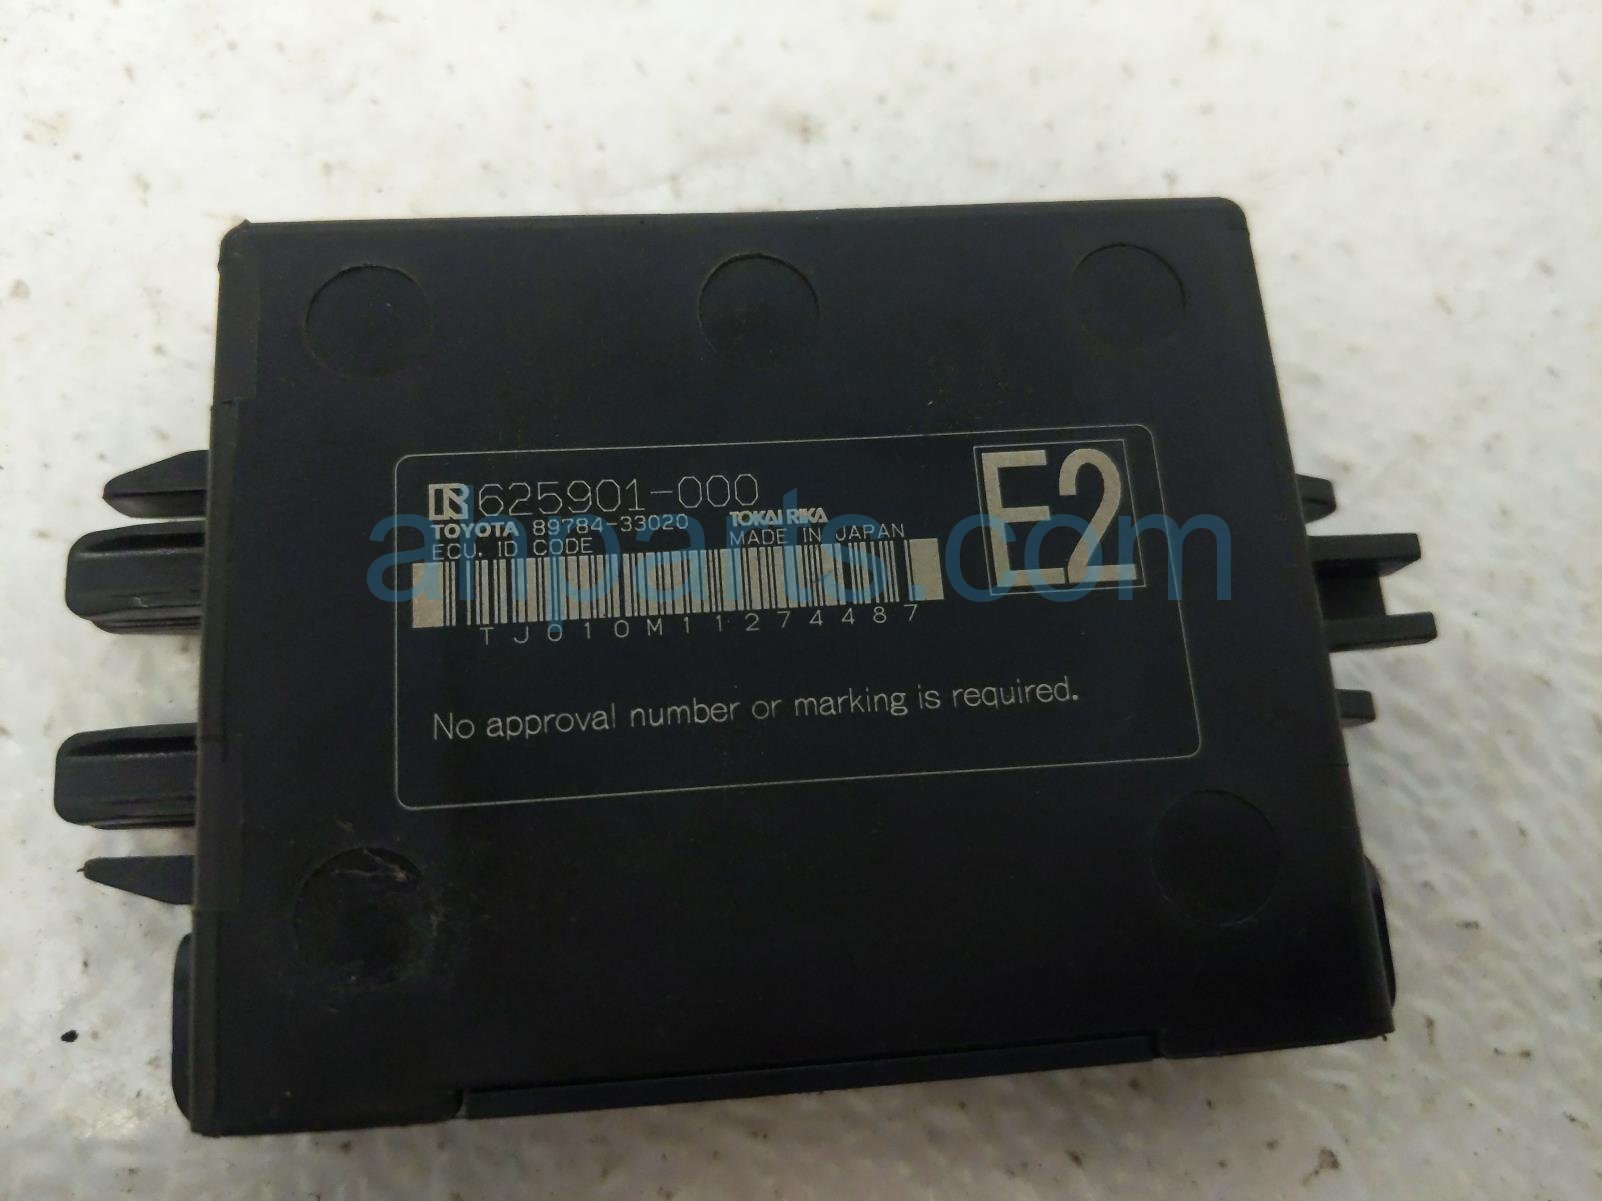 625901-000
TOYOTA 89784-33020 TOKAI RIKA
ECU. ID CODE MADE IN JAPAN
E2
TJ010M11274487
No approval number or marking is required.
ahparts.com